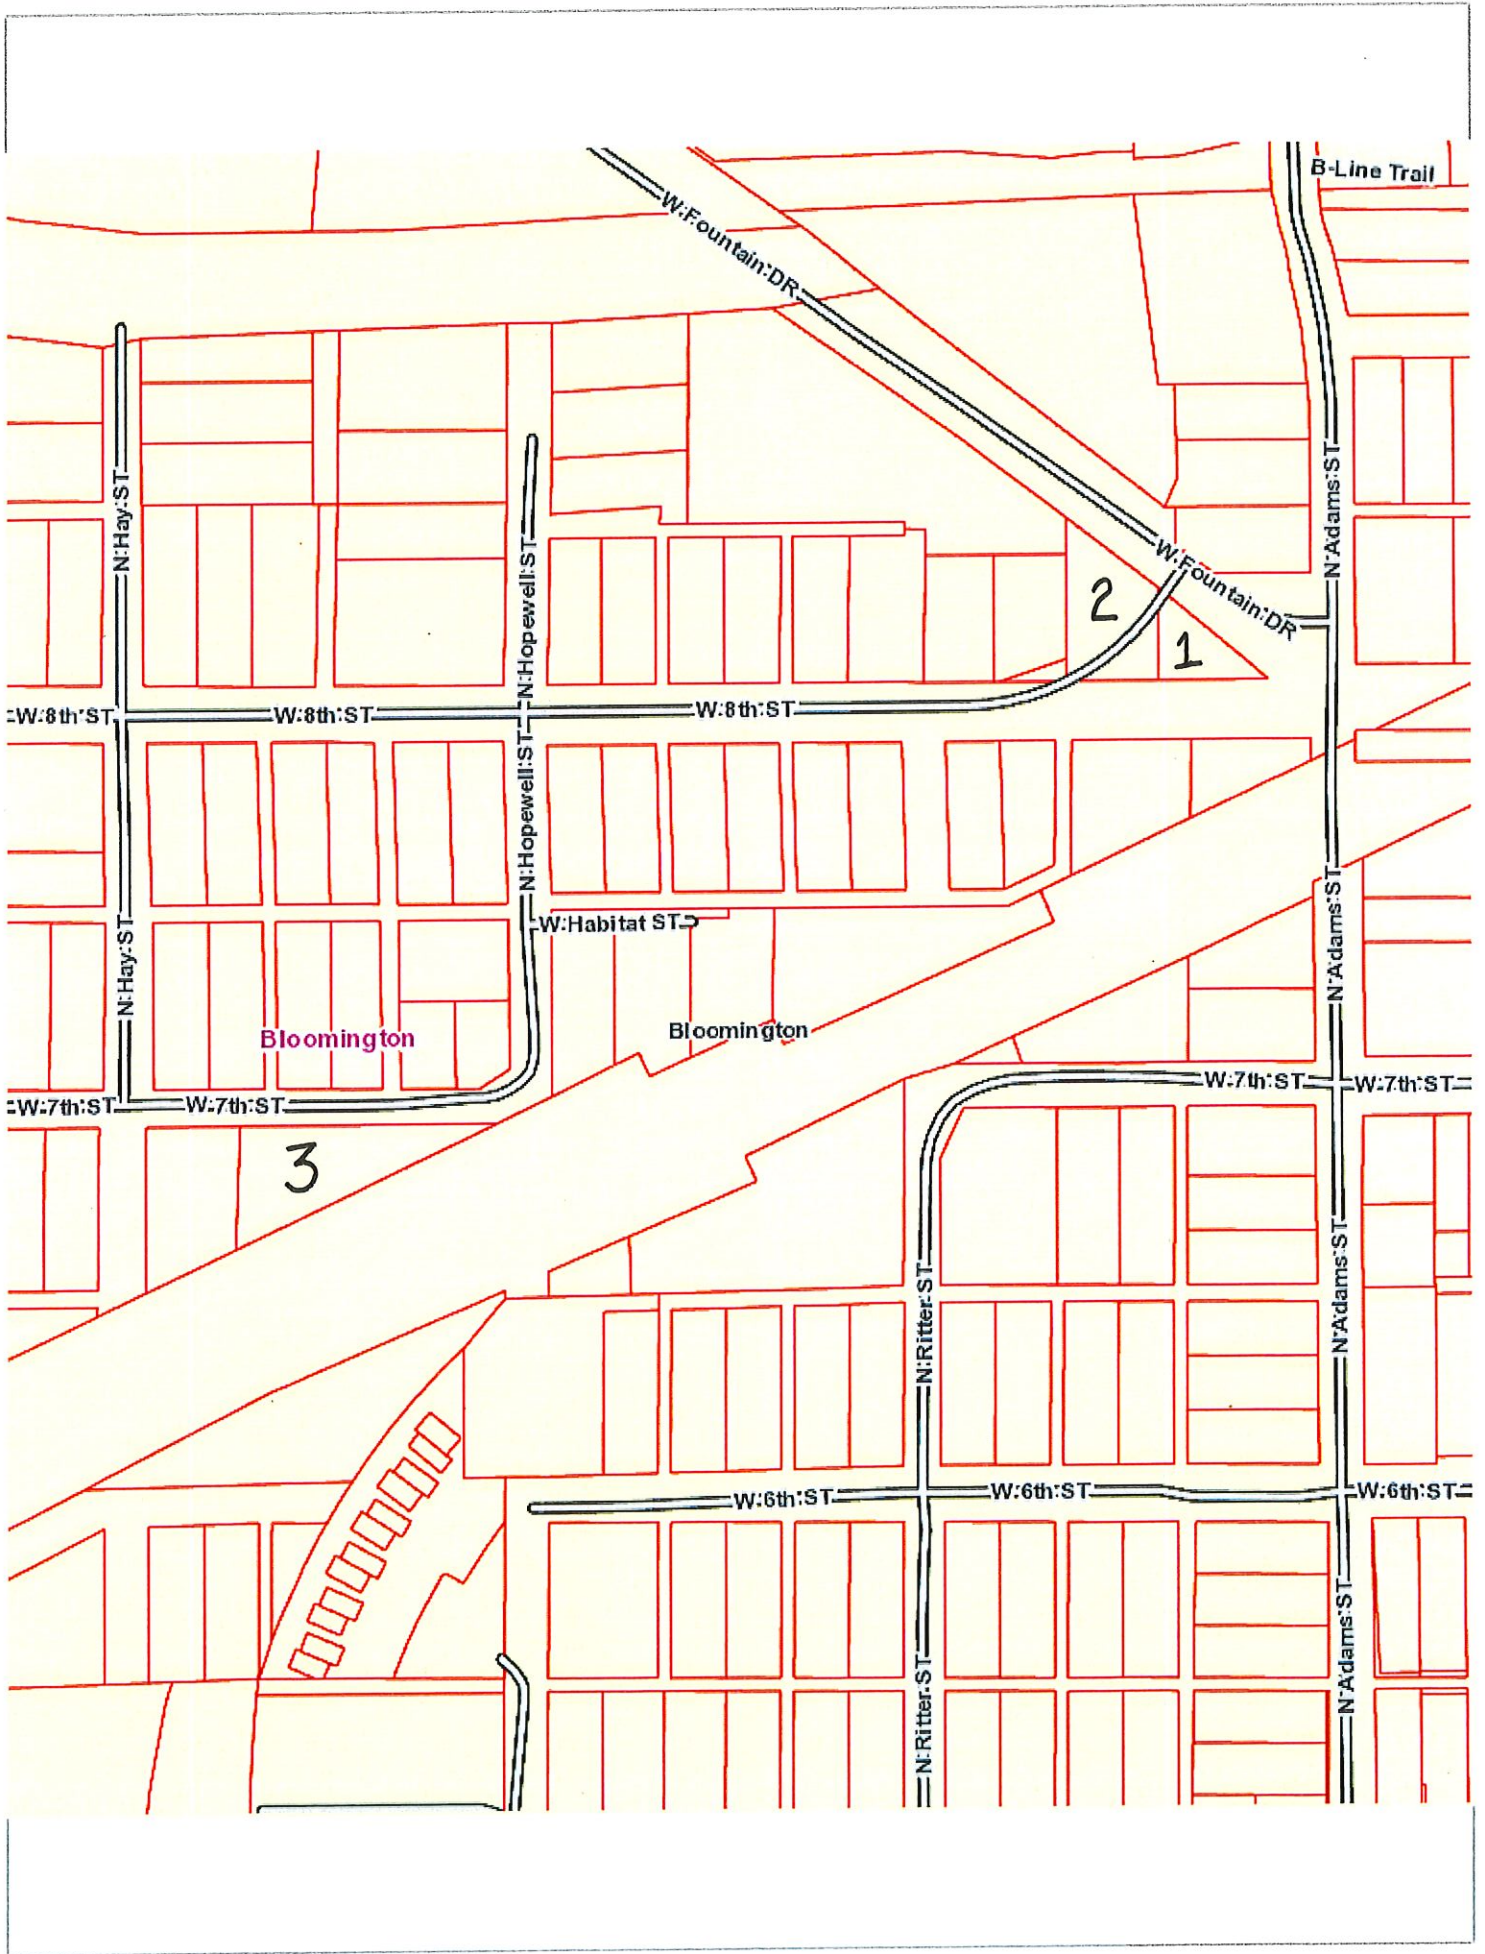 B-Line Trail
W Fountain DR
N Hay ST
N Hopewell ST
N Adams ST
W Fountain DR
2
1
W 8th ST
W 8th ST
W 8th ST
N Hopewell ST
N Adams ST
W Habitat ST
N Hay ST
Bloomington
Bloomington
W 7th ST
W 7th ST
W 7th ST
W 7th ST
3
N Ritter ST
N Adams ST
W 6th ST
W 6th ST
W 6th ST
N Ritter ST
N Adams ST